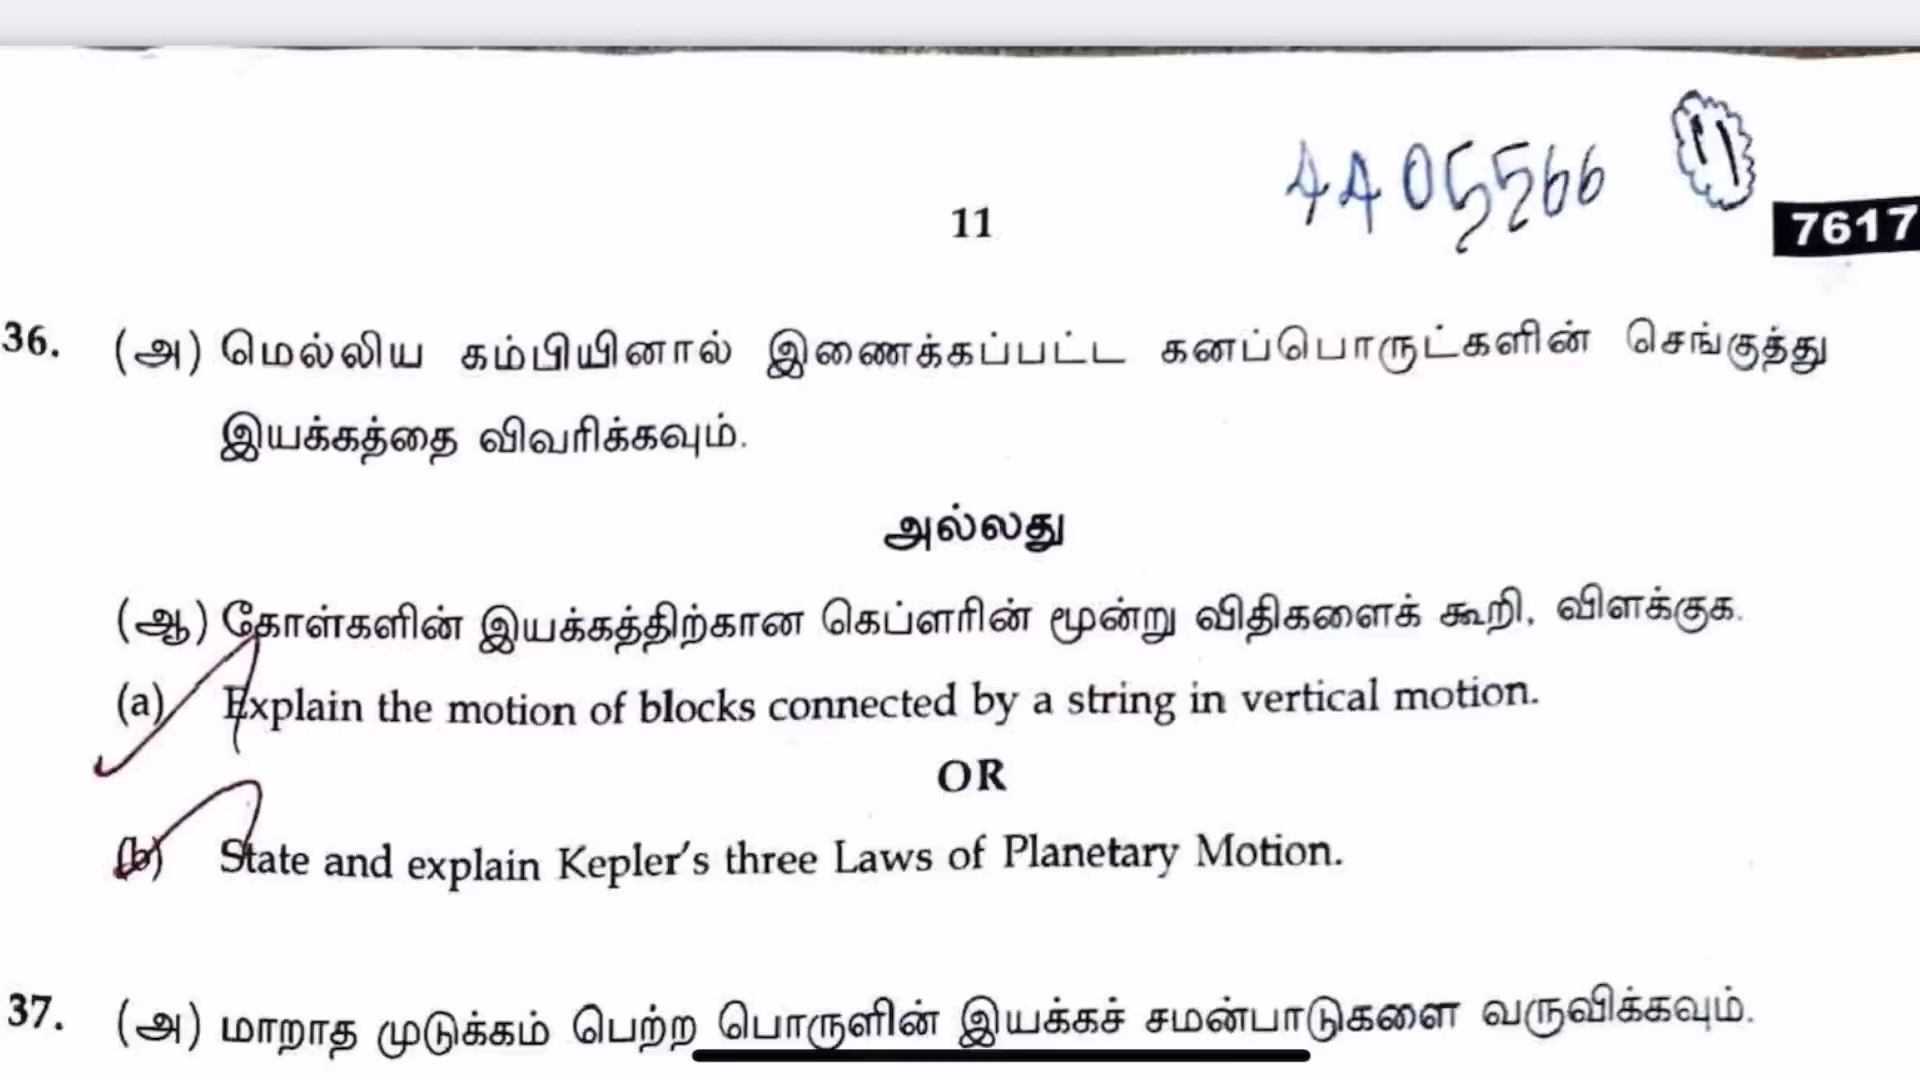 4405566
11
11
7617
36. (அ) மெல்லிய கம்பியினால் இணைக்கப்பட்ட கனப்பொருட்களின் செங்குத்து
இயக்கத்தை விவரிக்கவும்.
அல்லது
(ஆ) கோள்களின் இயக்கத்திற்கான கெப்ளரின் மூன்று விதிகளைக் கூறி, விளக்குக.
(a) Explain the motion of blocks connected by a string in vertical motion.
OR
(b) State and explain Kepler's three Laws of Planetary Motion.
37. (அ) மாறாத முடுக்கம் பெற்ற பொருளின் இயக்கச் சமன்பாடுகளை வருவிக்கவும்.